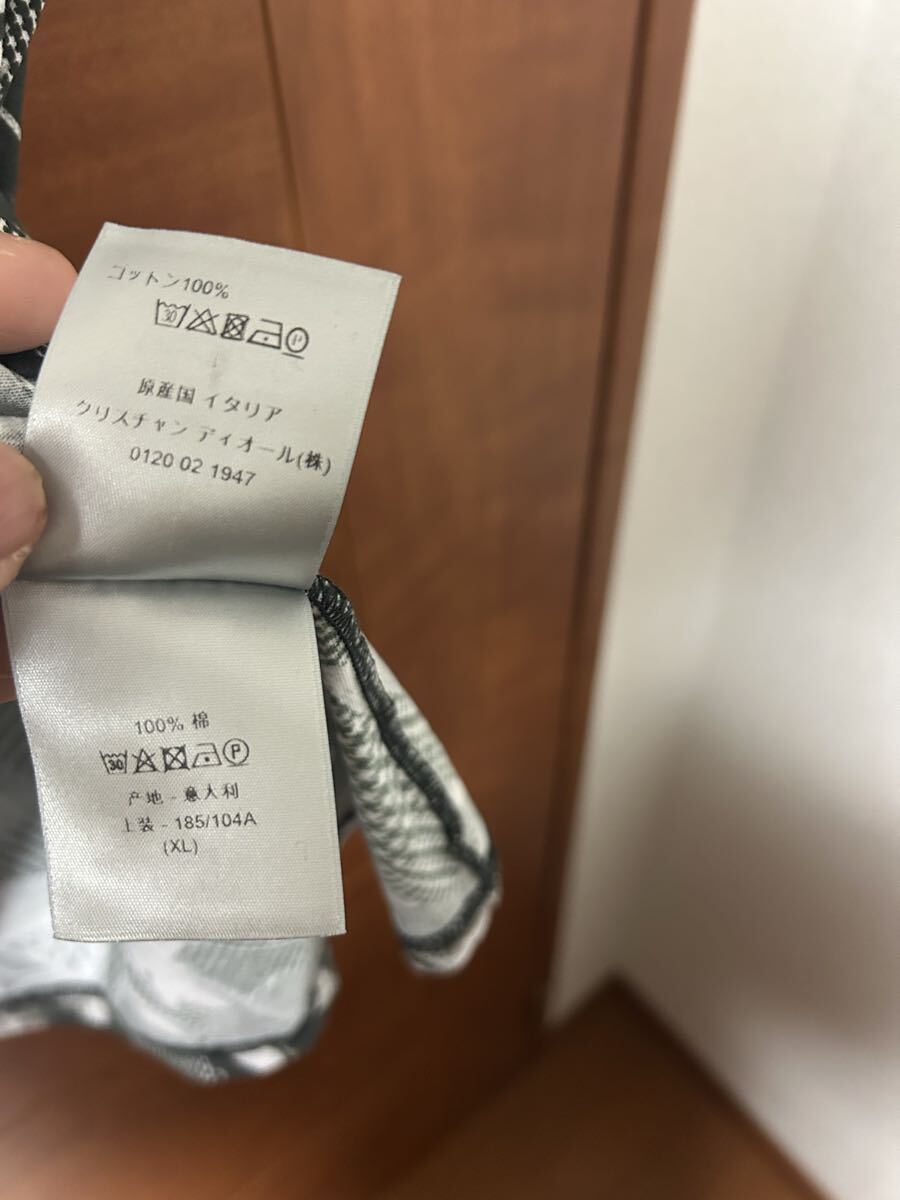 コットン100%
30 P
原産国 イタリア
クリスチャン ディオール(株)
0120 02 1947
100% 棉
30 P
产地 - 意大利
上装 - 185/104A
(XL)